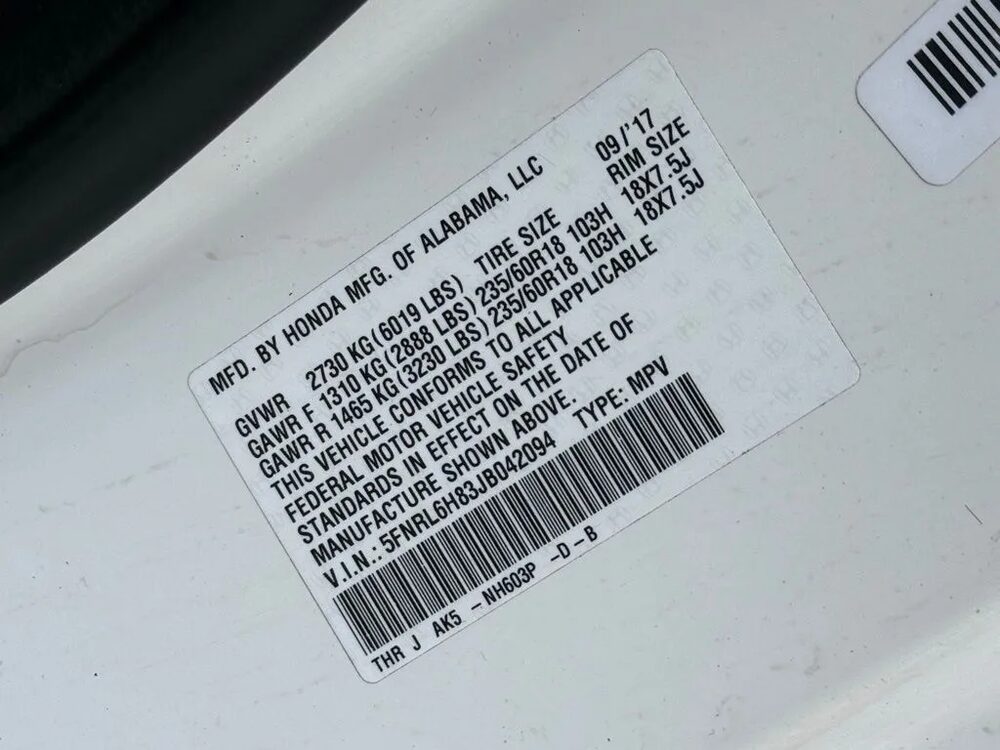 MFD. BY HONDA MFG. OF ALABAMA, LLC 09/'17
GVWR 2730 KG (6019 LBS) TIRE SIZE RIM SIZE
GAWR F 1310 KG (2888 LBS) 235/60R18 103H 18X7.5J
GAWR R 1465 KG (3230 LBS) 235/60R18 103H 18X7.5J
THIS VEHICLE CONFORMS TO ALL APPLICABLE
FEDERAL MOTOR VEHICLE SAFETY
STANDARDS IN EFFECT ON THE DATE OF
MANUFACTURE SHOWN ABOVE.
V.I.N.: 5FNRL6H83JB042094 TYPE: MPV
THR J AK5 -NH603P -D-B